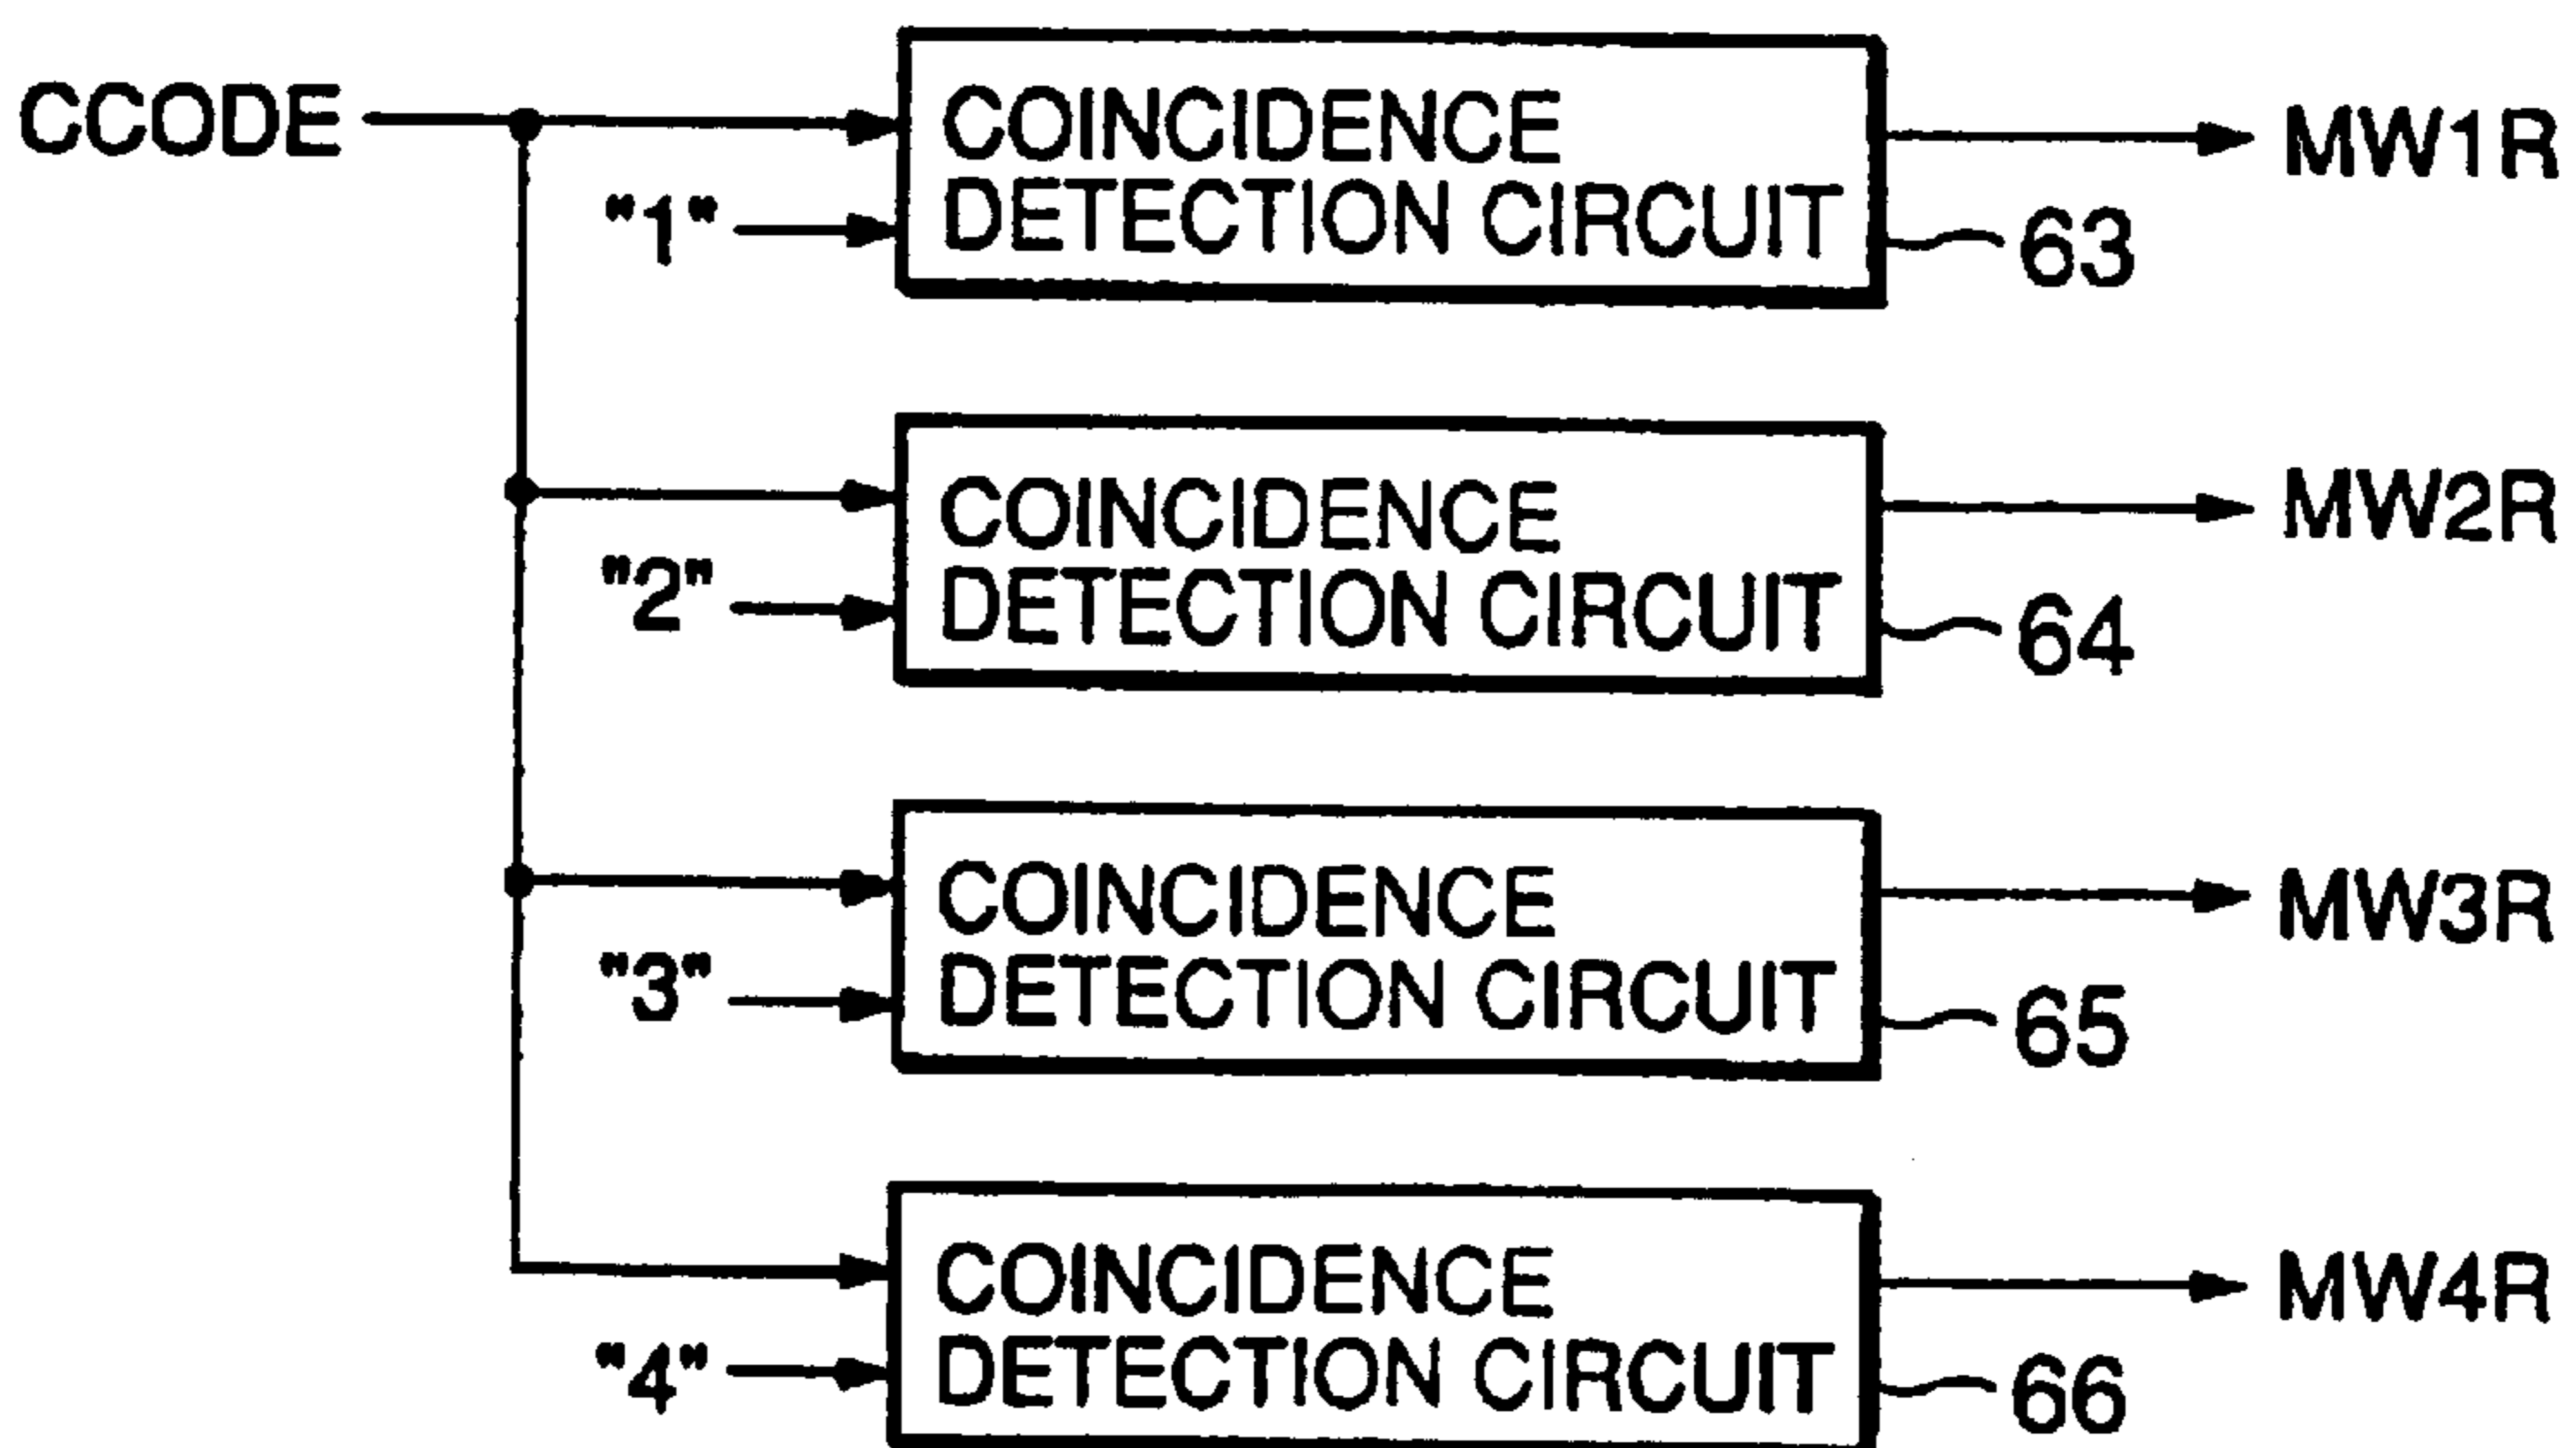 CCODE
COINCIDENCE
DETECTION CIRCUIT
"1"
MW1R
63
COINCIDENCE
DETECTION CIRCUIT
"2"
MW2R
64
COINCIDENCE
DETECTION CIRCUIT
"3"
MW3R
65
COINCIDENCE
DETECTION CIRCUIT
"4"
MW4R
66